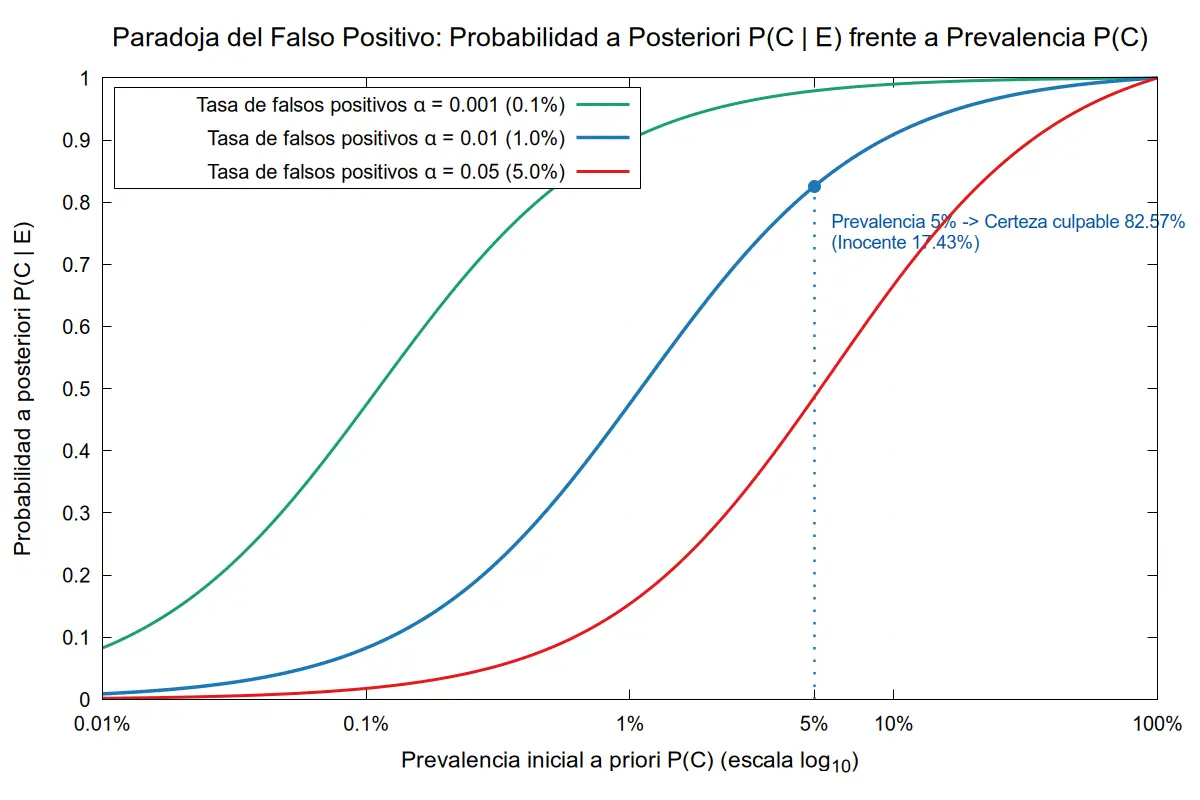 Paradoja del Falso Positivo: Probabilidad a Posteriori P(C | E) frente a Prevalencia P(C)
Tasa de falsos positivos α = 0.001 (0.1%)
Tasa de falsos positivos α = 0.01 (1.0%)
Tasa de falsos positivos α = 0.05 (5.0%)
Prevalencia 5% -> Certeza culpable 82.57%
(Inocente 17.43%)
Probabilidad a posteriori P(C | E)
1
0.9
0.8
0.7
0.6
0.5
0.4
0.3
0.2
0.1
0
0.01% 0.1% 1% 5% 10% 100%
Prevalencia inicial a priori P(C) (escala log10)